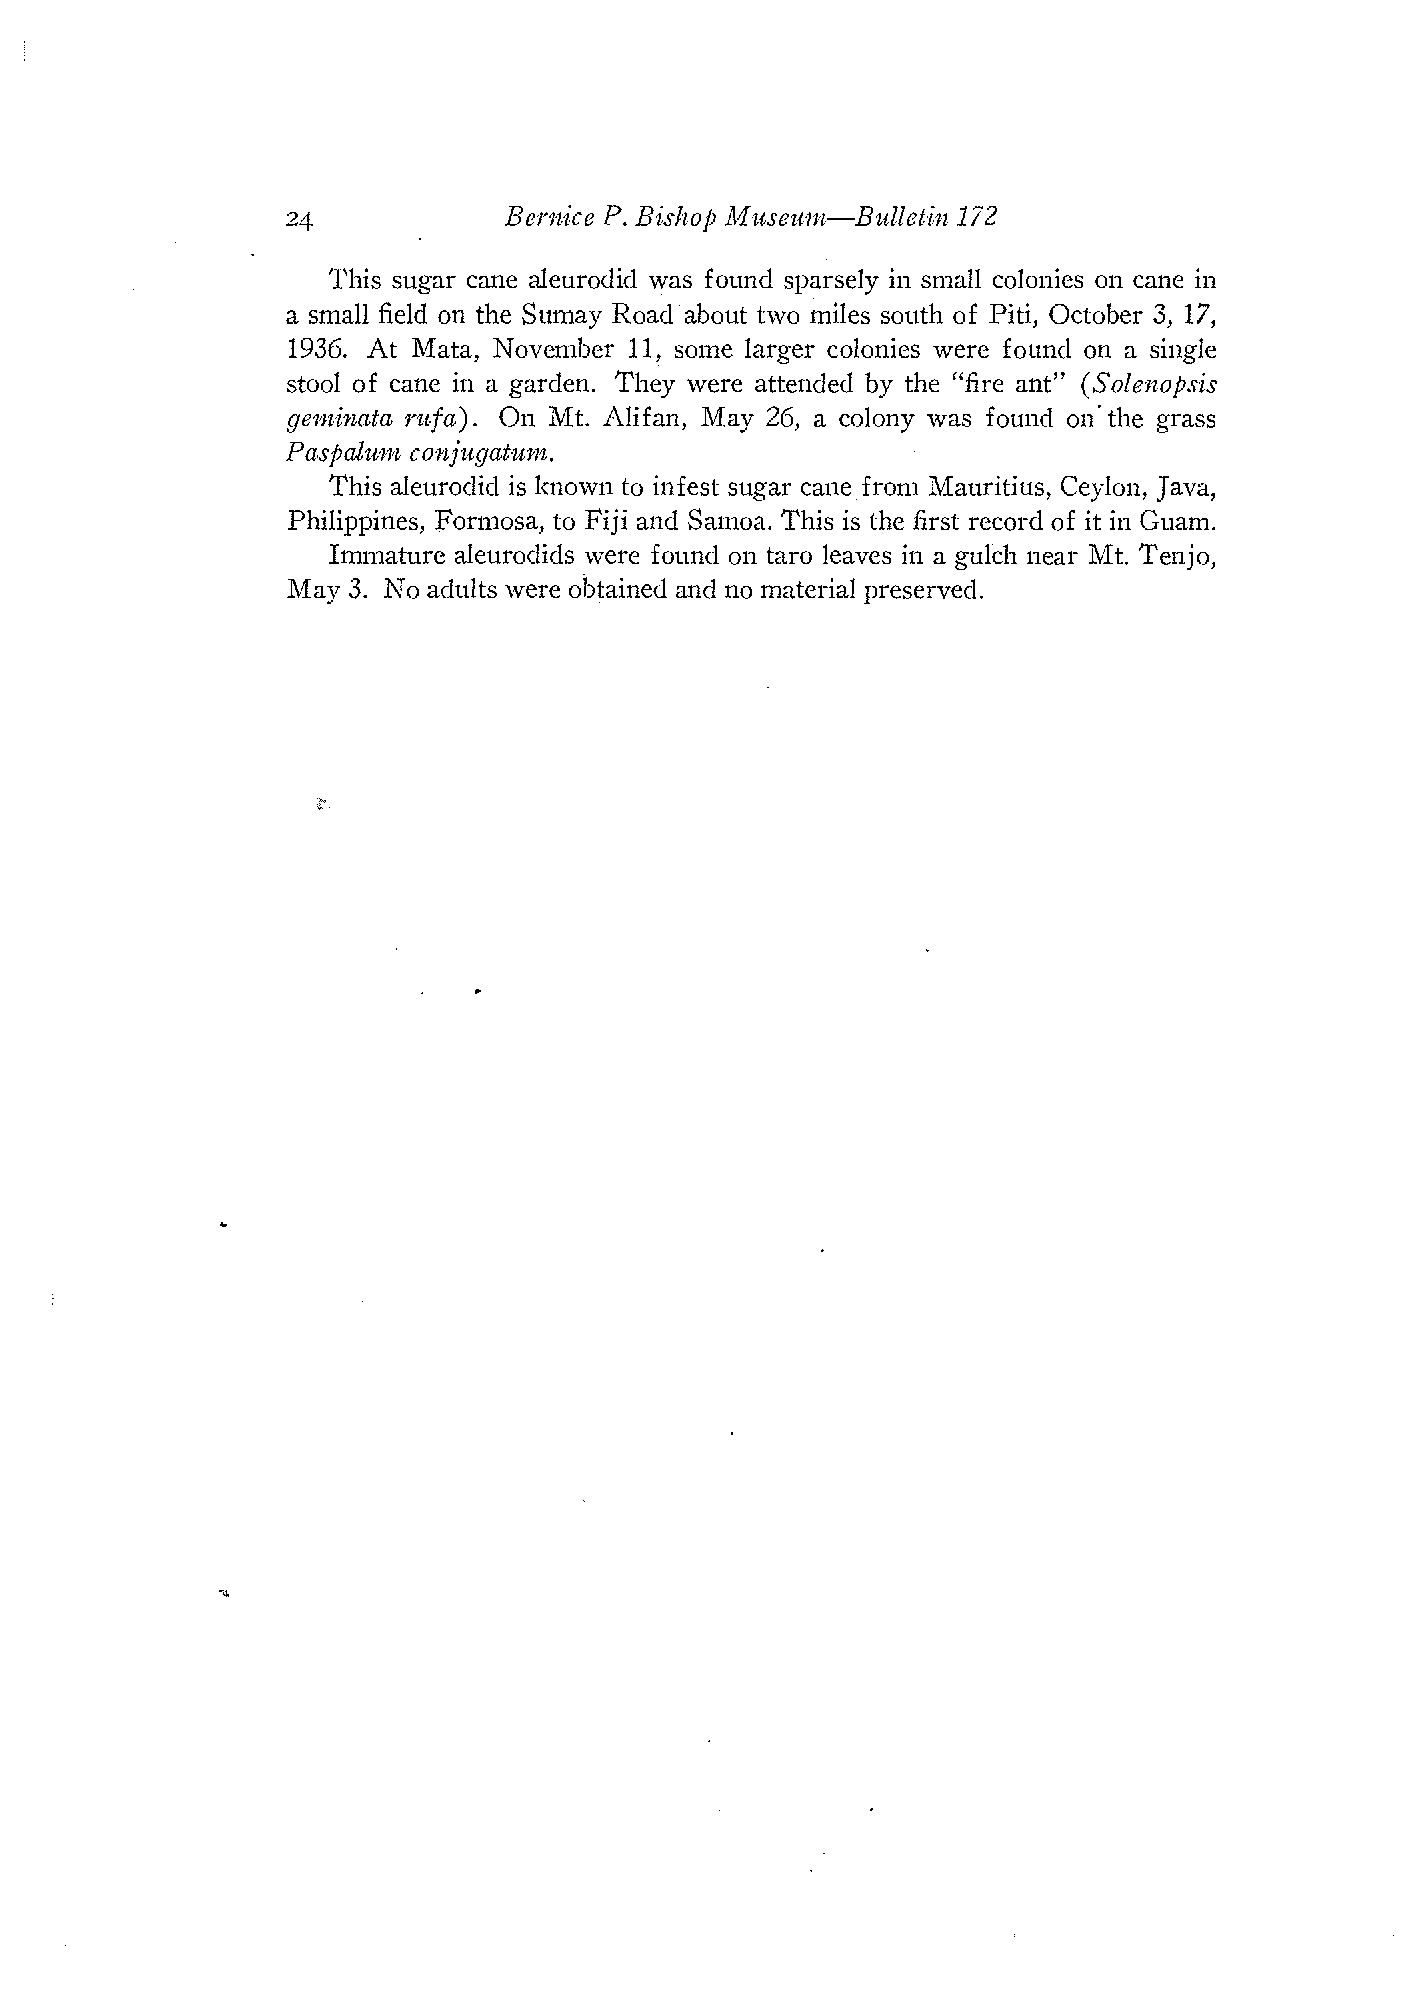 24 Bernice P. Bishop Museum—Bulletin 172
This sugar cane aleurodid was found sparsely in small colonies on cane in
a small field on the Sumay Road about two miles south of Piti, October 3, 17,
1936. At Mata, November 11, some larger colonies were found on a single
stool of cane in a garden. They were attended by the “fire ant” (Solenopsis
geminata rufa). On Mt. Alifan, May 26, a colony was found on the grass
Paspalum conjugatum.
This aleurodid is known to infest sugar cane from Mauritius, Ceylon, Java,
Philippines, Formosa, to Fiji and Samoa. This is the first record of it in Guam.
Immature aleurodids were found on taro leaves in a gulch near Mt. Tenjo,
May 3. No adults were obtained and no material preserved.